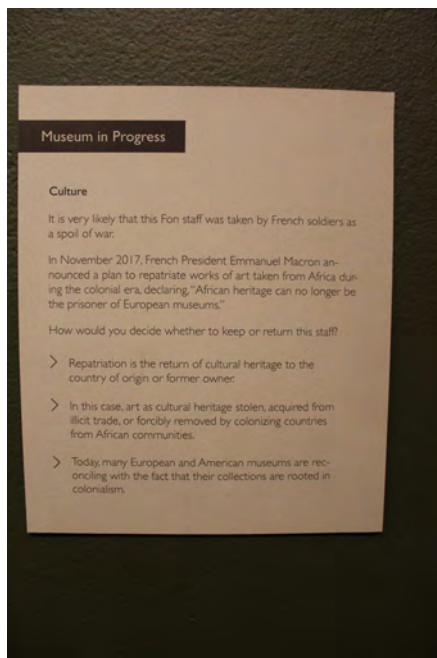 Museum in Progress
Culture
It is very likely that this Fon staff was taken by French soldiers as
a spoil of war.
In November 2017, French President Emmanuel Macron an-
nounced a plan to repatriate works of art taken from Africa dur-
ing the colonial era, declaring, "African heritage can no longer be
the prisoner of European museums."
How would you decide whether to keep or return this staff?
> Repatriation is the return of cultural heritage to the
country of origin or former owner.
> In this case, art as cultural heritage stolen, acquired from
illicit trade, or forcibly removed by colonizing countries
from African communities.
> Today, many European and American museums are rec-
onciling with the fact that their collections are rooted in
colonialism.